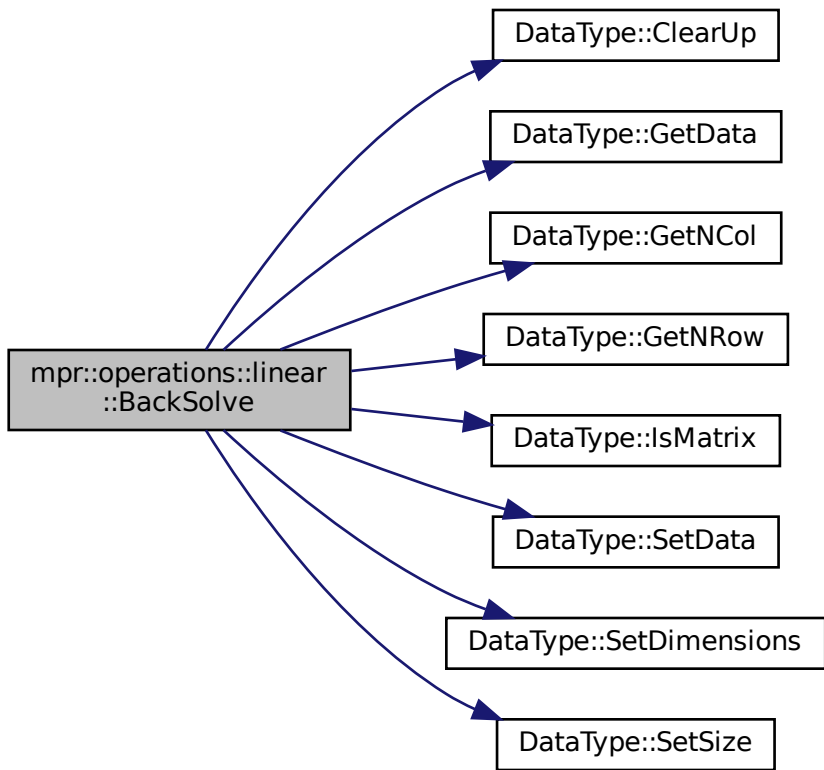 DataType::ClearUp
DataType::GetData
DataType::GetNCol
DataType::GetNRow
mpr::operations::linear
::BackSolve
DataType::IsMatrix
DataType::SetData
DataType::SetDimensions
DataType::SetSize